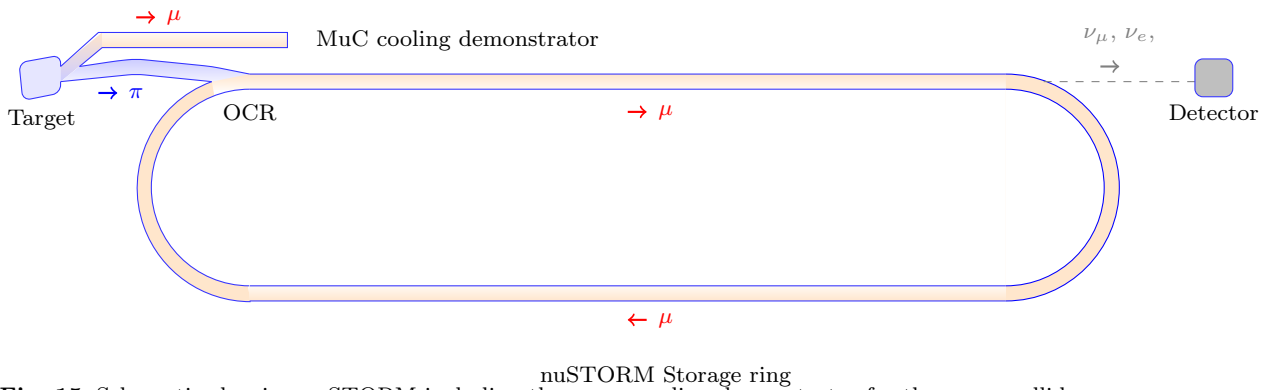 → μ
MuC cooling demonstrator
ν_μ, ν_e,
→
→ π
Target
OCR
→ μ
Detector
← μ
nuSTORM Storage ring